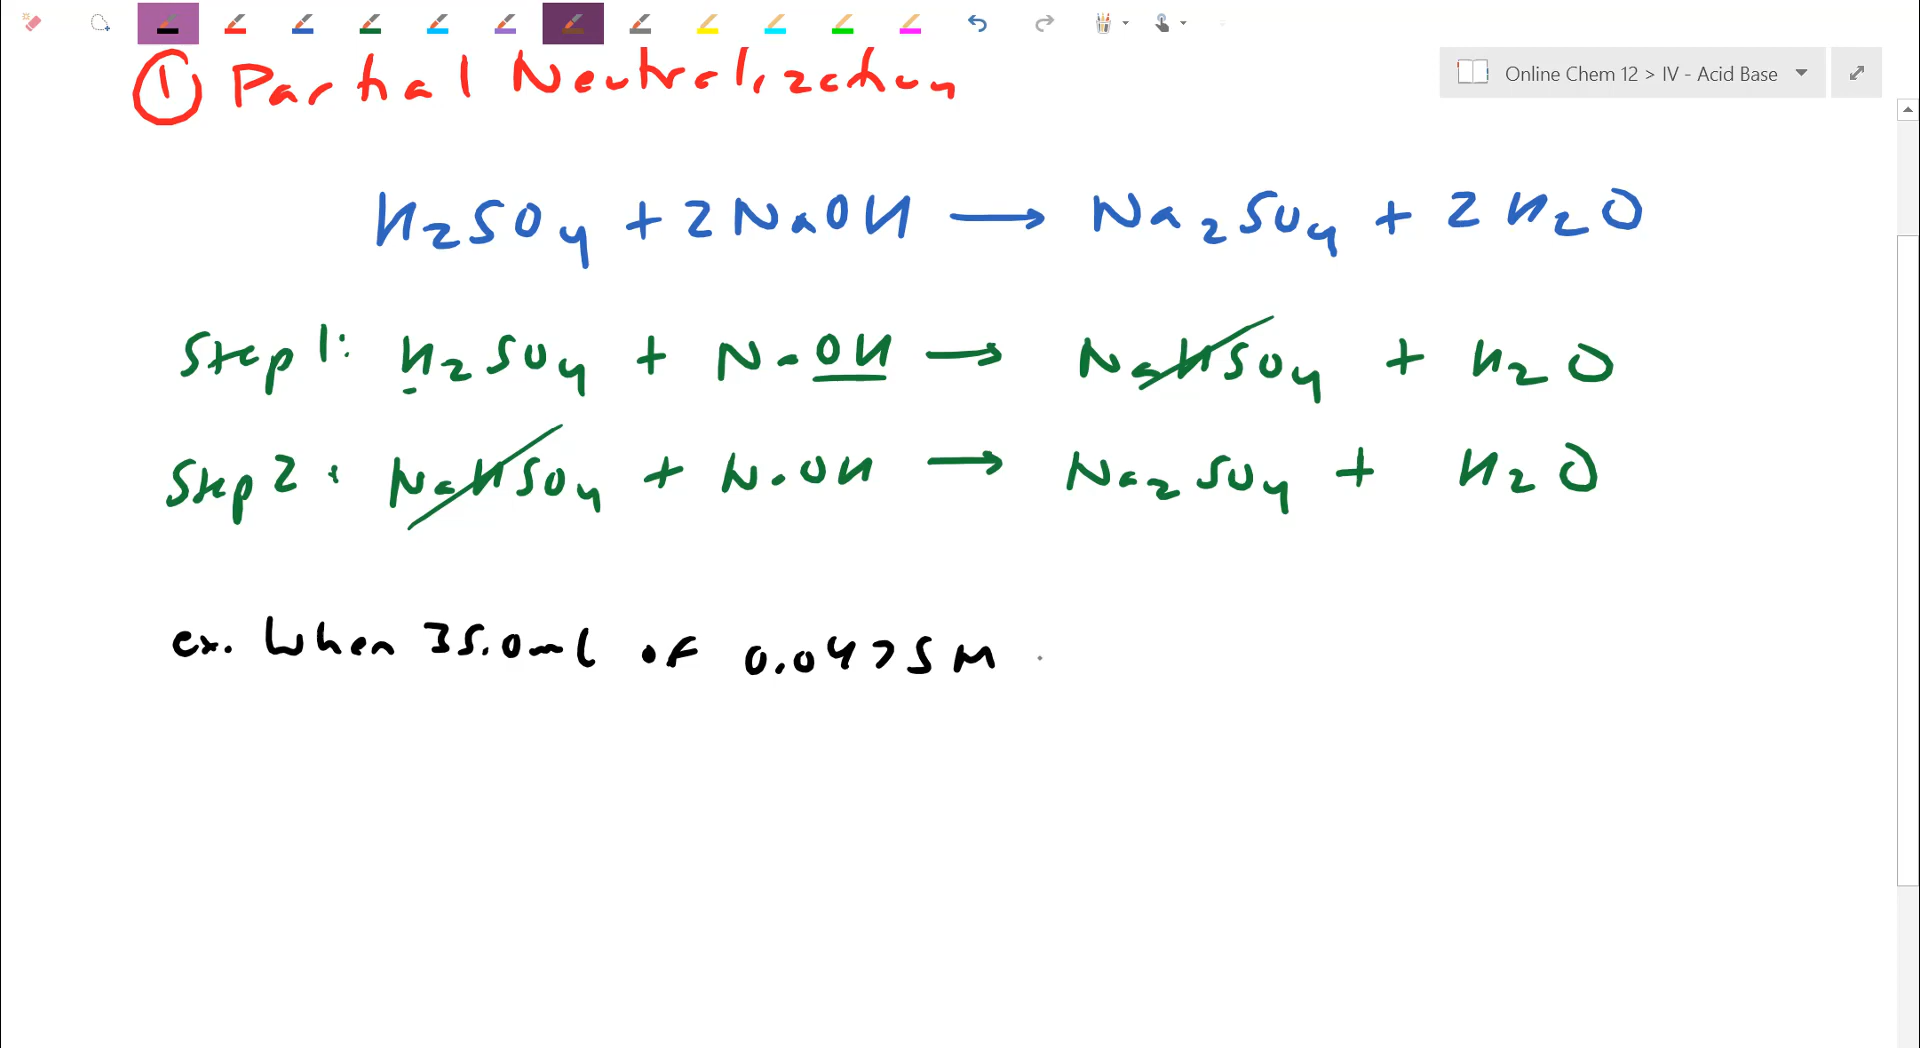 Online Chem 12 > IV - Acid Base
① Partial Neutralization
H₂SO₄ + 2NaOH → Na₂SO₄ + 2H₂O
Step 1: H₂SO₄ + NaOH → NaHSO₄ + H₂O
Step 2: NaHSO₄ + NaOH → Na₂SO₄ + H₂O
ex. When 35.0mL of 0.0475M